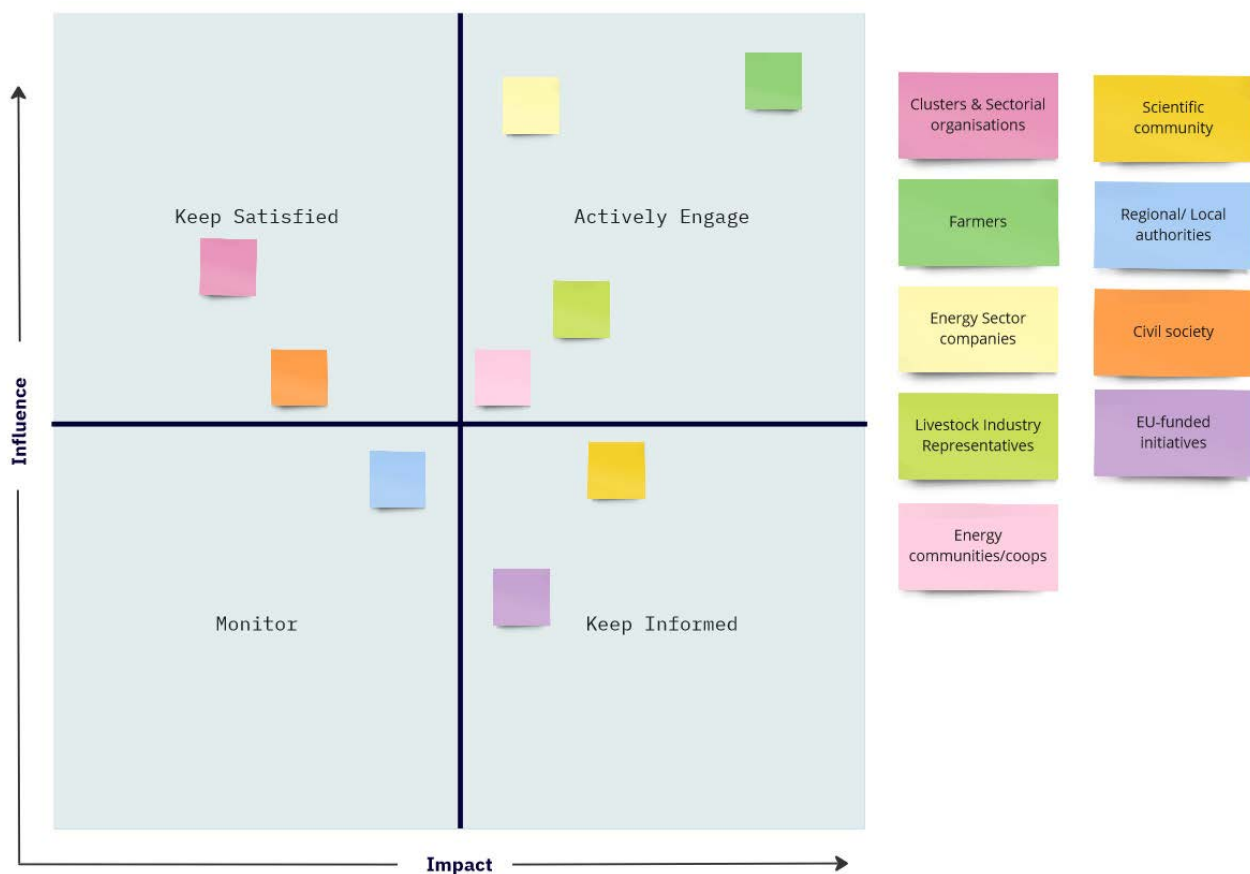 Keep Satisfied
Actively Engage
Monitor
Keep Informed
Influence
Impact
Clusters & Sectorial
organisations
Farmers
Energy Sector
companies
Livestock Industry
Representatives
Energy
communities/coops
Scientific
community
Regional/ Local
authorities
Civil society
EU-funded
initiatives